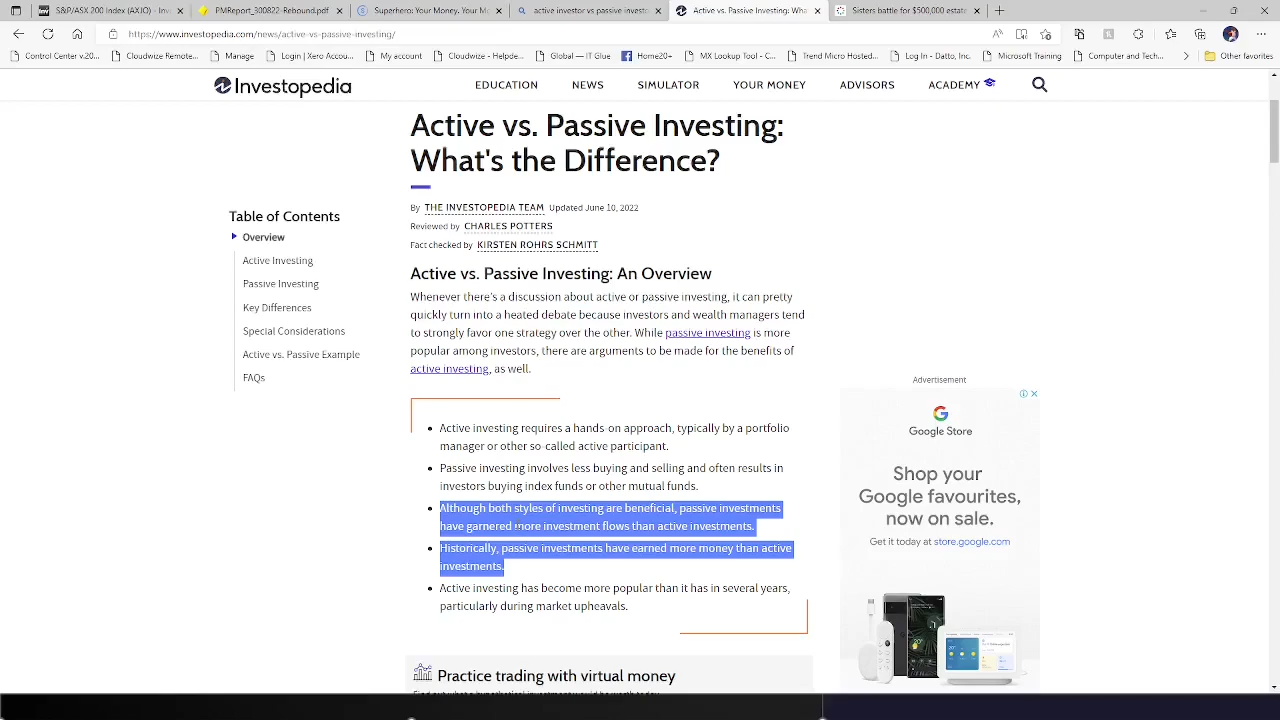 S&P/ASX 200 Index (AXIO) - Invest
PMReport_300822-Rebound.pdf
Superhero: Your Money. Your M
active investor vs passive investo
Active vs. Passive Investing: Wha
Sisters battle for $500,000 estate
https://www.investopedia.com/news/active-vs-passive-investing/
Control Center v.20...
Cloudwize Remote...
Manage
Login | Xero Accou...
My account
Cloudwize - Helpde...
Global — IT Glue
Home20+
MX Lookup Tool - C...
Trend Micro Hosted...
Log In - Datto, Inc.
Project Accounts an...
Computer and Tech...
Other favorites
Investopedia
EDUCATION
NEWS
SIMULATOR
YOUR MONEY
ADVISORS
ACADEMY
Active vs. Passive Investing:
What's the Difference?
By THE INVESTOPEDIA TEAM Updated June 10, 2022
Reviewed by CHARLES POTTERS
Fact checked by KIRSTEN ROHRS SCHMITT
Table of Contents
Overview
Active Investing
Passive Investing
Key Differences
Special Considerations
Active vs. Passive Example
FAQs
Active vs. Passive Investing: An Overview
Whenever there's a discussion about active or passive investing, it can pretty
quickly turn into a heated debate because investors and wealth managers tend
to strongly favor one strategy over the other. While passive investing is more
popular among investors, there are arguments to be made for the benefits of
active investing, as well.
Active investing requires a hands-on approach, typically by a portfolio
manager or other so-called active participant.
Passive investing involves less buying and selling and often results in
investors buying index funds or other mutual funds.
Although both styles of investing are beneficial, passive investments
have garnered more investment flows than active investments.
Historically, passive investments have earned more money than active
investments.
Active investing has become more popular than it has in several years,
particularly during market upheavals.
Practice trading with virtual money
Advertisement
Google Store
Shop your
Google favourites,
now on sale.
Get it today at store.google.com